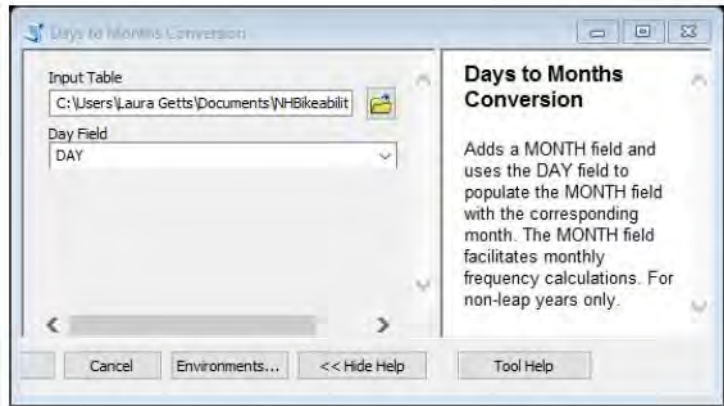 Days to Months Conversion
Input Table
C:\Users\Laura Getts\Documents\NHBikeabilit
Day Field
DAY
Days to Months
Conversion
Adds a MONTH field and
uses the DAY field to
populate the MONTH field
with the corresponding
month. The MONTH field
facilitates monthly
frequency calculations. For
non-leap years only.
Cancel
Environments...
<< Hide Help
Tool Help